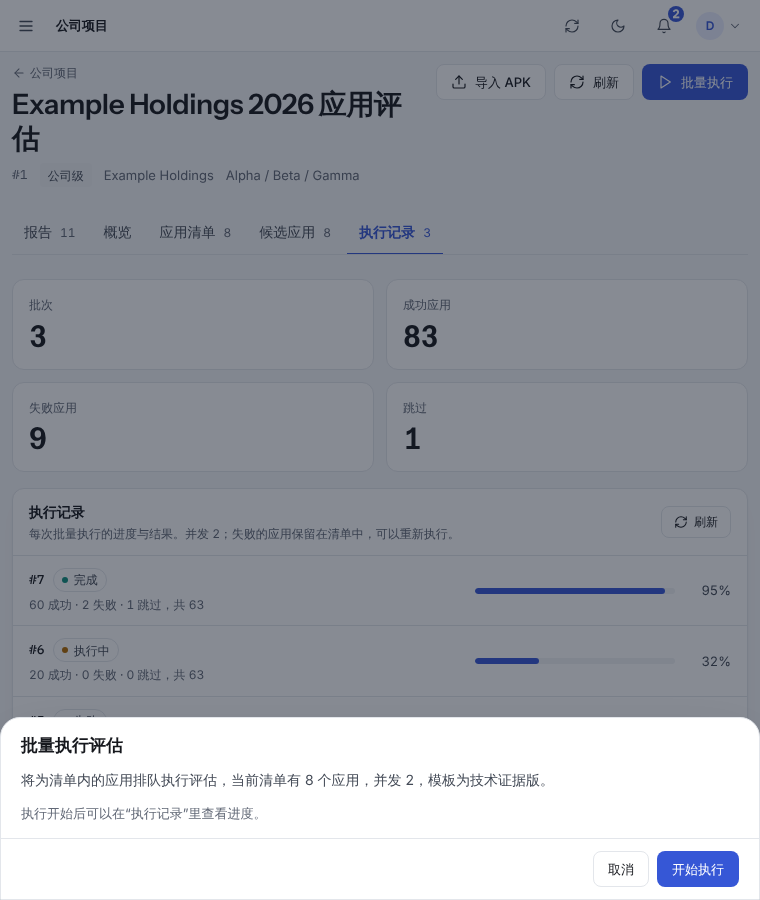 公司项目
2
D
公司项目
导入 APK
刷新
批量执行
Example Holdings 2026 应用评
估
#1 公司级 Example Holdings Alpha / Beta / Gamma
报告 11 概览 应用清单 8 候选应用 8 执行记录 3
批次
3
成功应用
83
失败应用
9
跳过
1
执行记录
每次批量执行的进度与结果。并发 2；失败的应用保留在清单中，可以重新执行。
刷新
#7 完成
60 成功 · 2 失败 · 1 跳过，共 63
95%
#6 执行中
20 成功 · 0 失败 · 0 跳过，共 63
32%
批量执行评估
将为清单内的应用排队执行评估，当前清单有 8 个应用，并发 2，模板为技术证据版。
执行开始后可以在“执行记录”里查看进度。
取消
开始执行